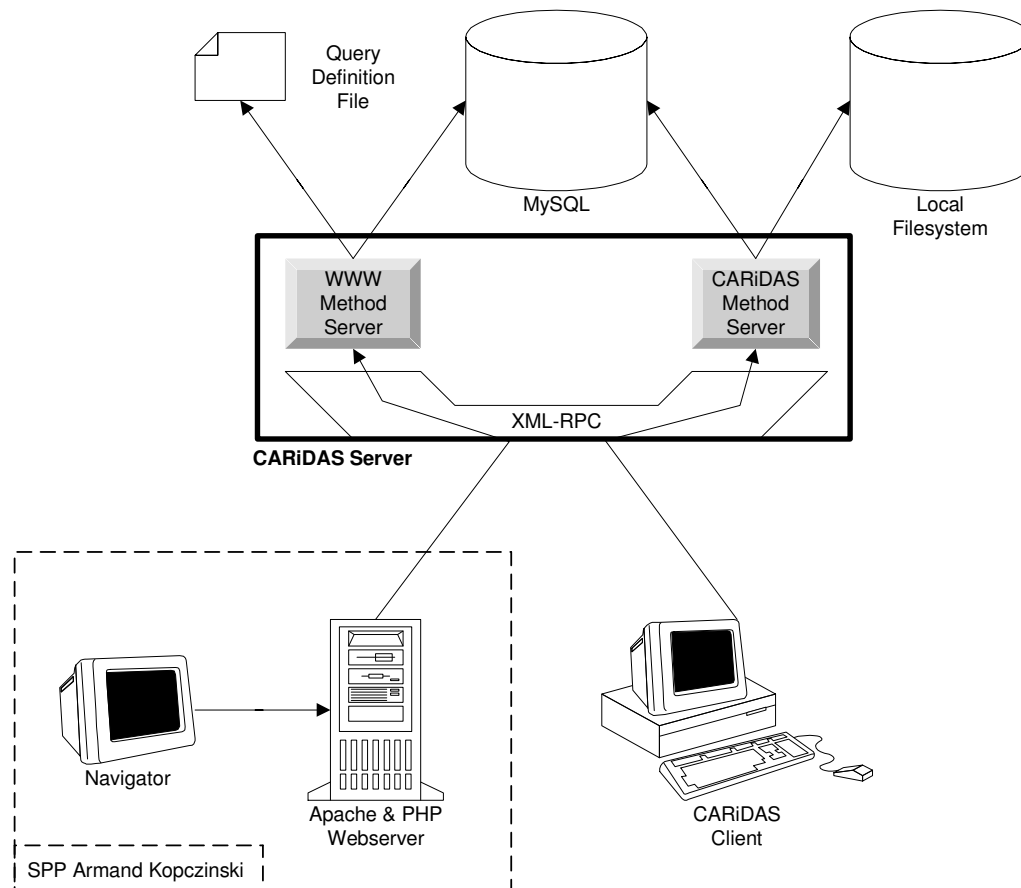 Query
Definition
File
MySQL
Local
Filesystem
WWW
Method
Server
CARiDAS
Method
Server
XML-RPC
CARiDAS Server
Navigator
Apache & PHP
Webserver
CARiDAS
Client
SPP Armand Kopczinski